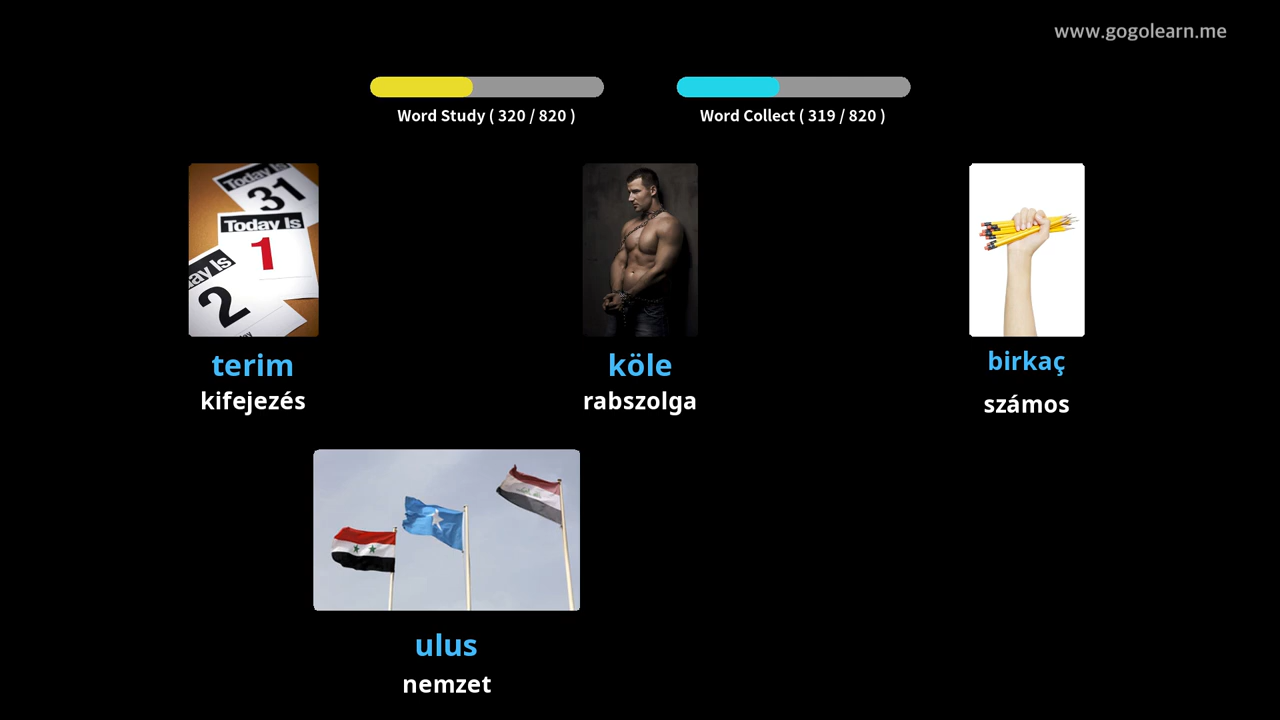 www.gogolearn.me
Word Study ( 320 / 820 )
Word Collect ( 319 / 820 )
Today Is
31
Today Is
1
ay Is
2
terim
kifejezés
köle
rabszolga
birkaç
számos
ulus
nemzet